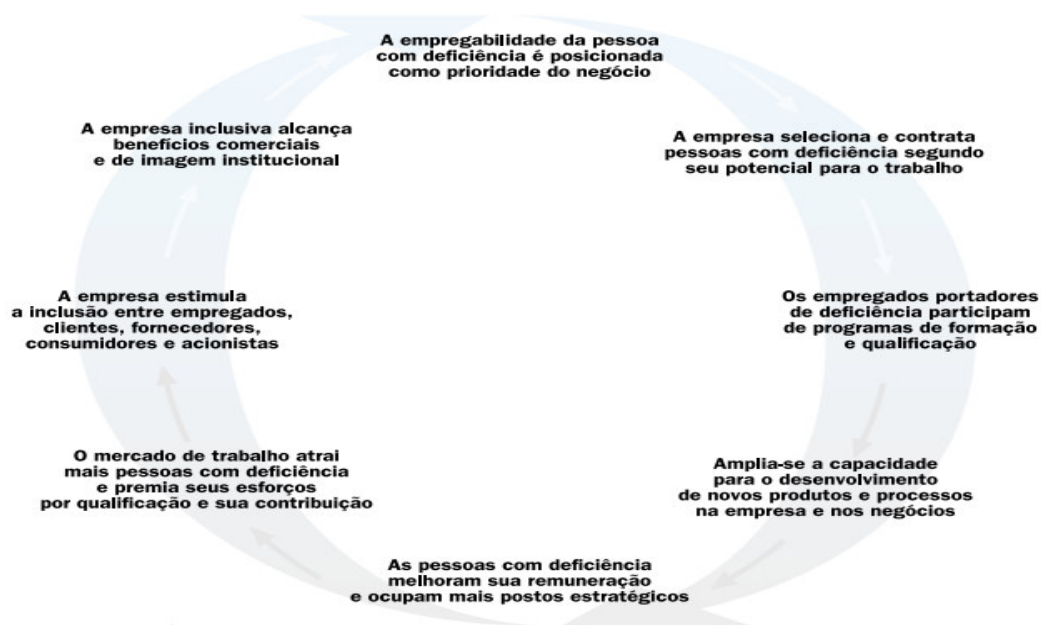 A empregabilidade da pessoa
com deficiência é posicionada
como prioridade do negócio
A empresa seleciona e contrata
pessoas com deficiência segundo
seu potencial para o trabalho
Os empregados portadores
de deficiência participam
de programas de formação
e qualificação
Amplia-se a capacidade
para o desenvolvimento
de novos produtos e processos
na empresa e nos negócios
As pessoas com deficiência
melhoram sua remuneração
e ocupam mais postos estratégicos
O mercado de trabalho atrai
mais pessoas com deficiência
e premia seus esforços
por qualificação e sua contribuição
A empresa estimula
a inclusão entre empregados,
clientes, fornecedores,
consumidores e acionistas
A empresa inclusiva alcança
benefícios comerciais
e de imagem institucional